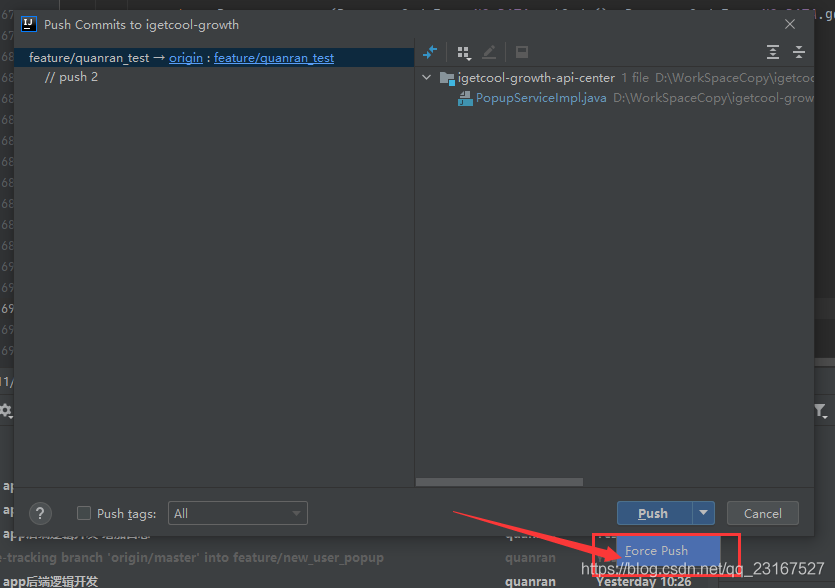 Push Commits to igetcool-growth
feature/quanran_test → origin : feature/quanran_test
// push 2
igetcool-growth-api-center 1 file D:\WorkSpaceCopy\igetcoo
PopupServiceImpl.java D:\WorkSpaceCopy\igetcool-grow
? Push tags: All Push Cancel
Force Push
e-tracking branch 'origin/master' into feature/new_user_popup quanran
https://blog.csdn.net/qq_23167527
app后端逻辑开发 quanran Yesterday 10:26